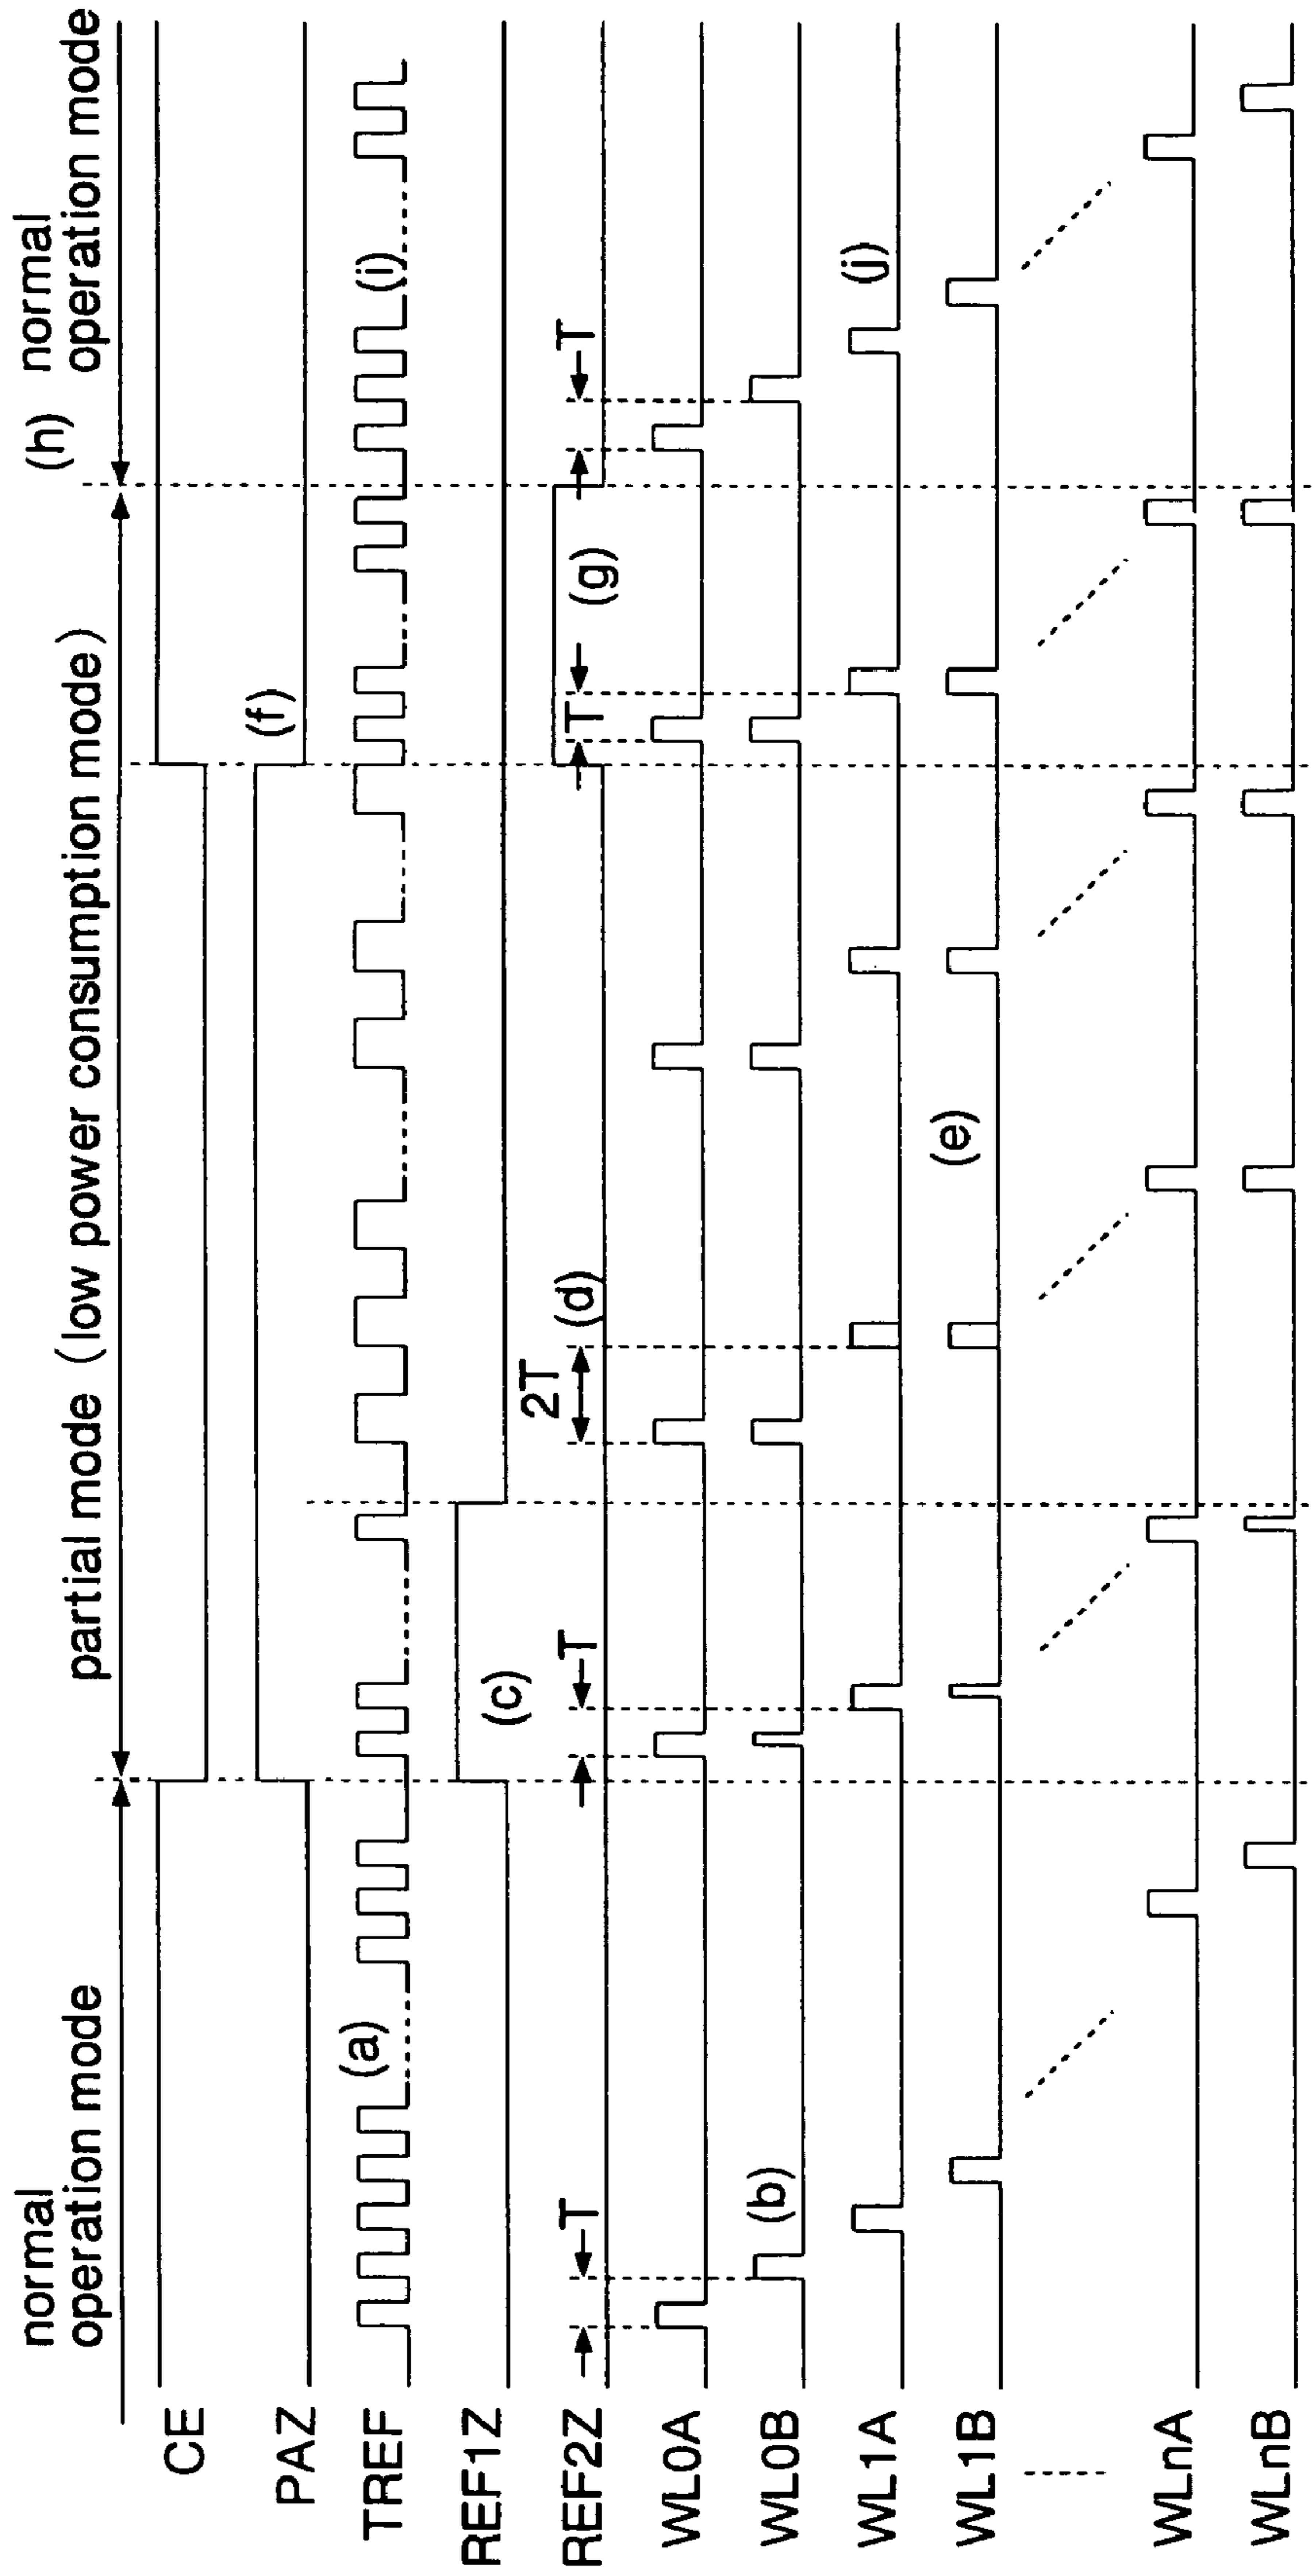 normal
operation mode
partial mode (low power consumption mode)
(h) normal
operation mode
CE
PAZ
(f)
TREF
(a)
(i)
REF1Z
(c)
REF2Z
T
T
2T
(d)
T
(g)
T
WL0A
WL0B
(b)
WL1A
(j)
WL1B
(e)
WLnA
WLnB